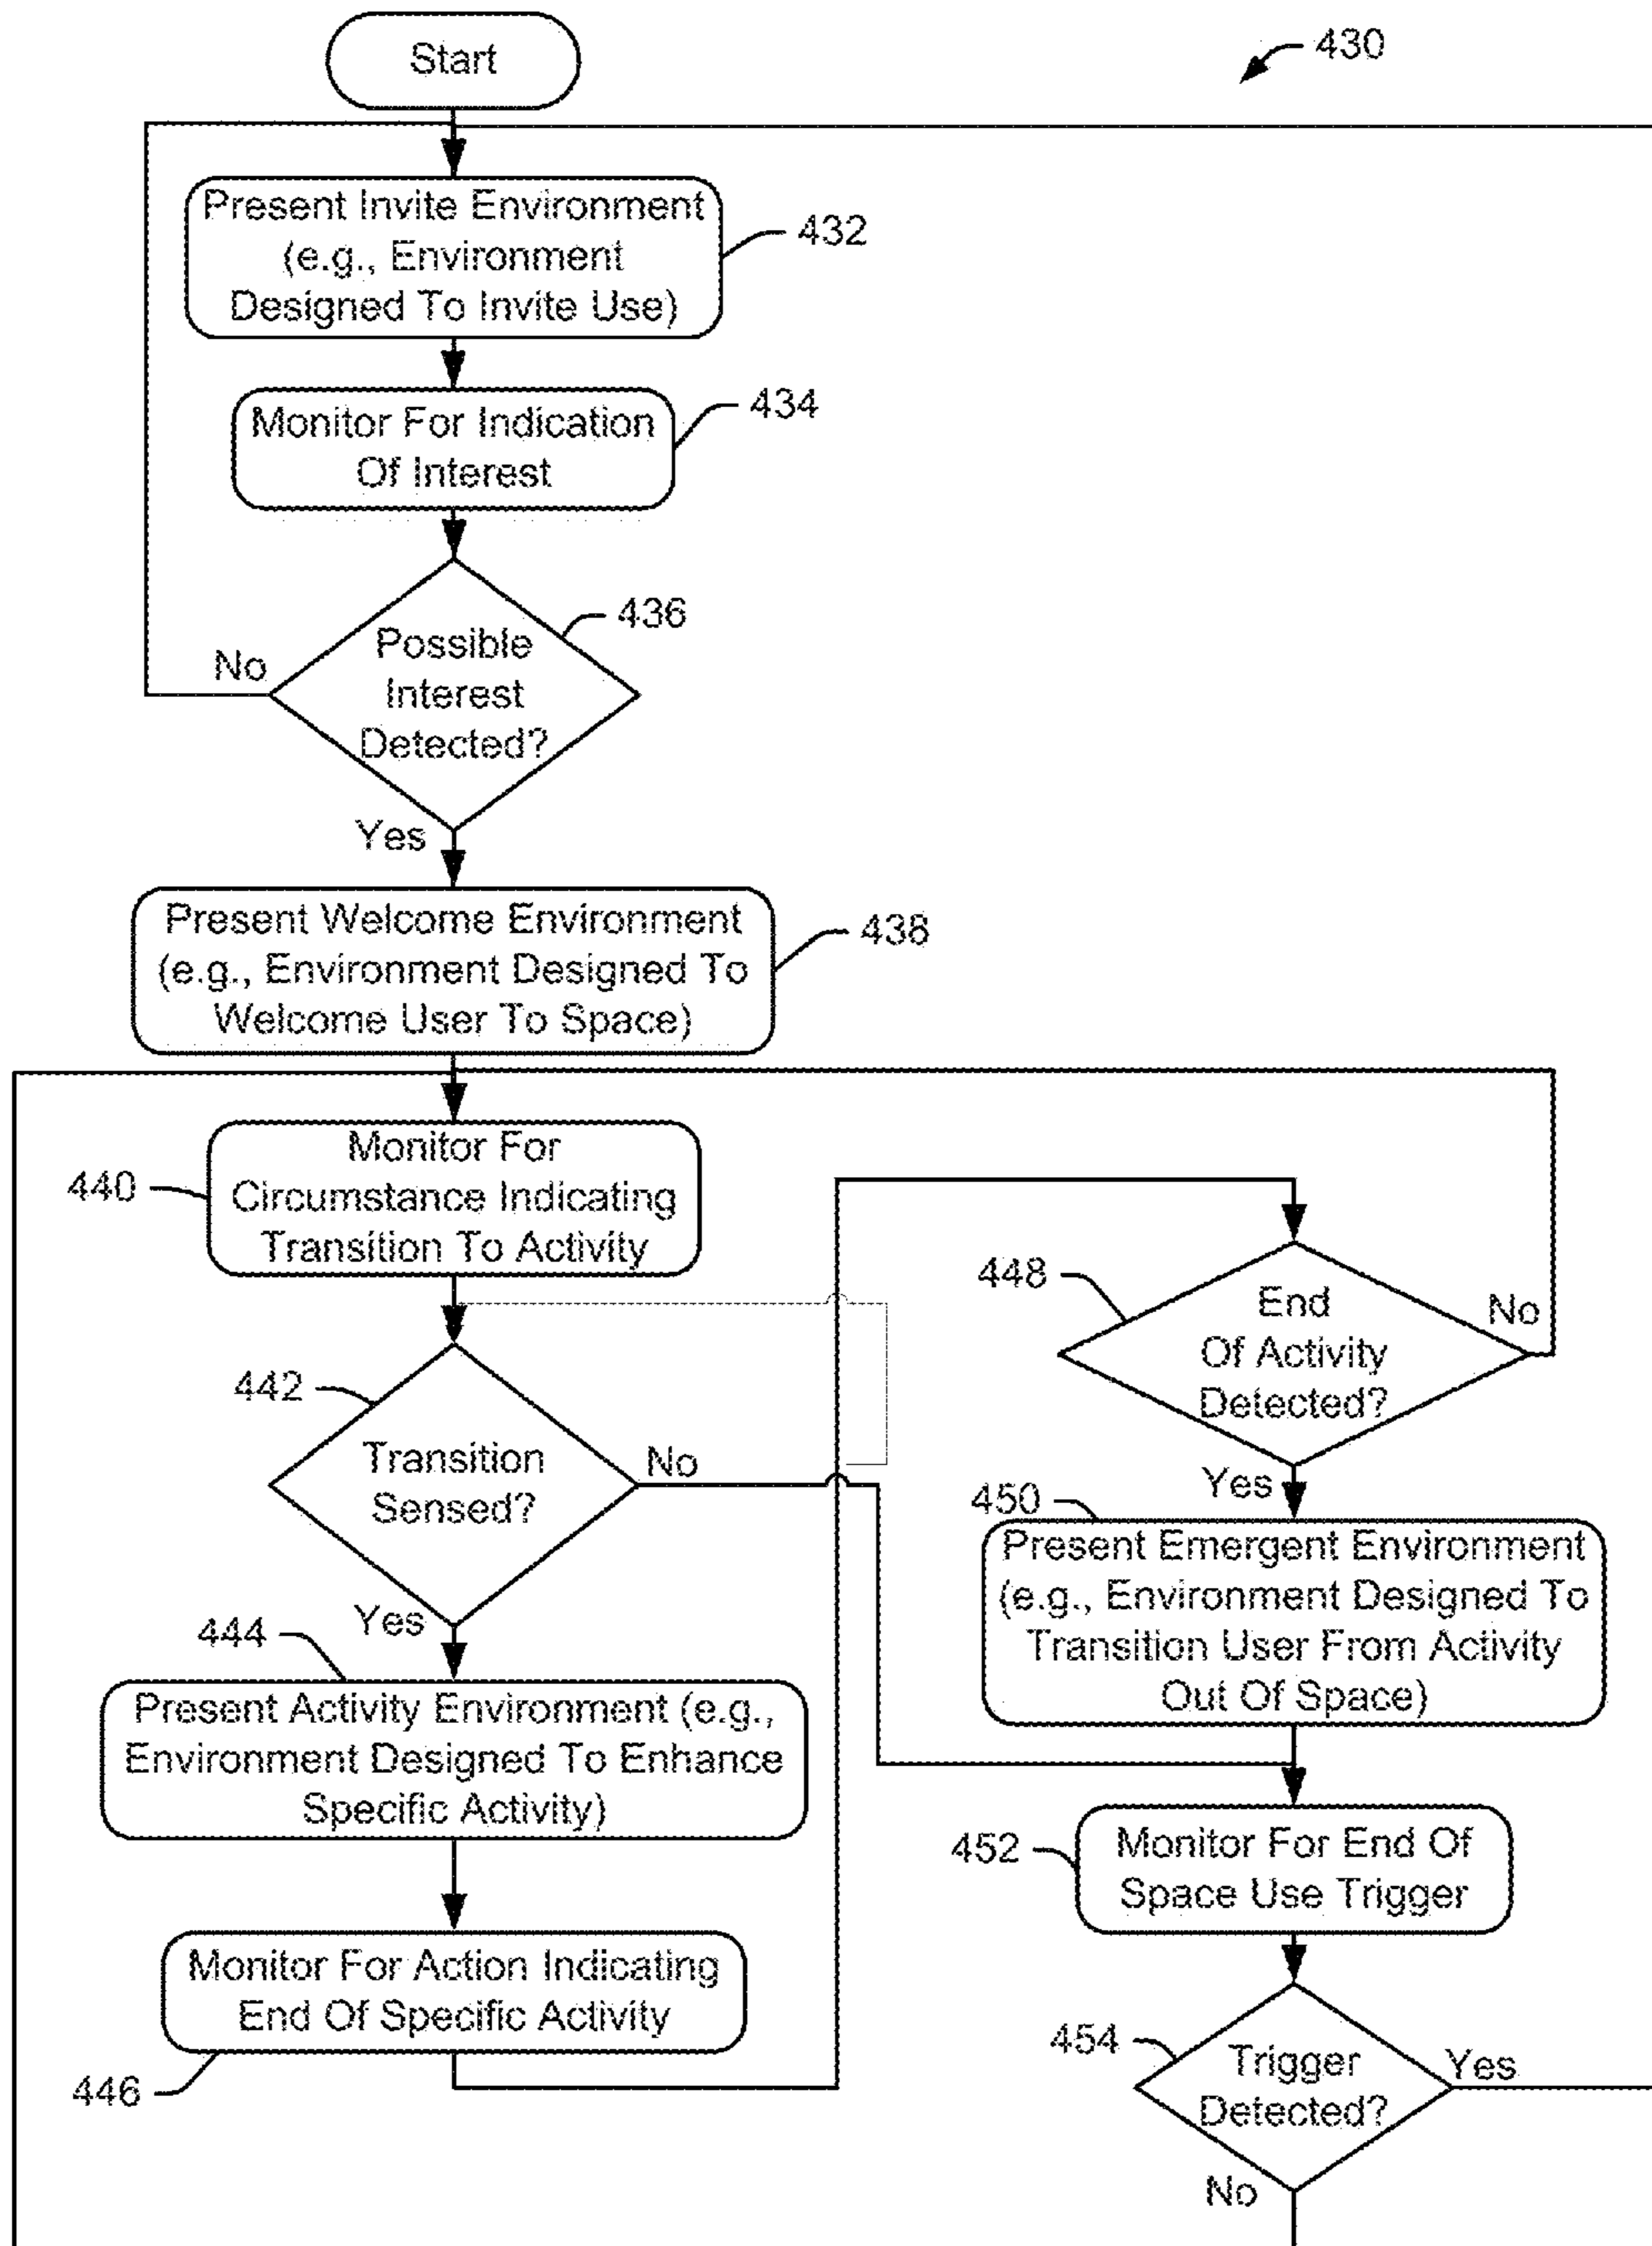 Start
430
Present Invite Environment
(e.g., Environment
Designed To Invite Use)
432
Monitor For Indication
Of Interest
434
Possible
Interest
Detected?
436
No
Yes
Present Welcome Environment
(e.g., Environment Designed To
Welcome User To Space)
438
Monitor For
Circumstance Indicating
Transition To Activity
440
Transition
Sensed?
442
No
Yes
444
Present Activity Environment (e.g.,
Environment Designed To Enhance
Specific Activity)
Monitor For Action Indicating
End Of Specific Activity
446
448
End
Of Activity
Detected?
No
Yes
450
Present Emergent Environment
(e.g., Environment Designed To
Transition User From Activity
Out Of Space)
452
Monitor For End Of
Space Use Trigger
454
Trigger
Detected?
Yes
No